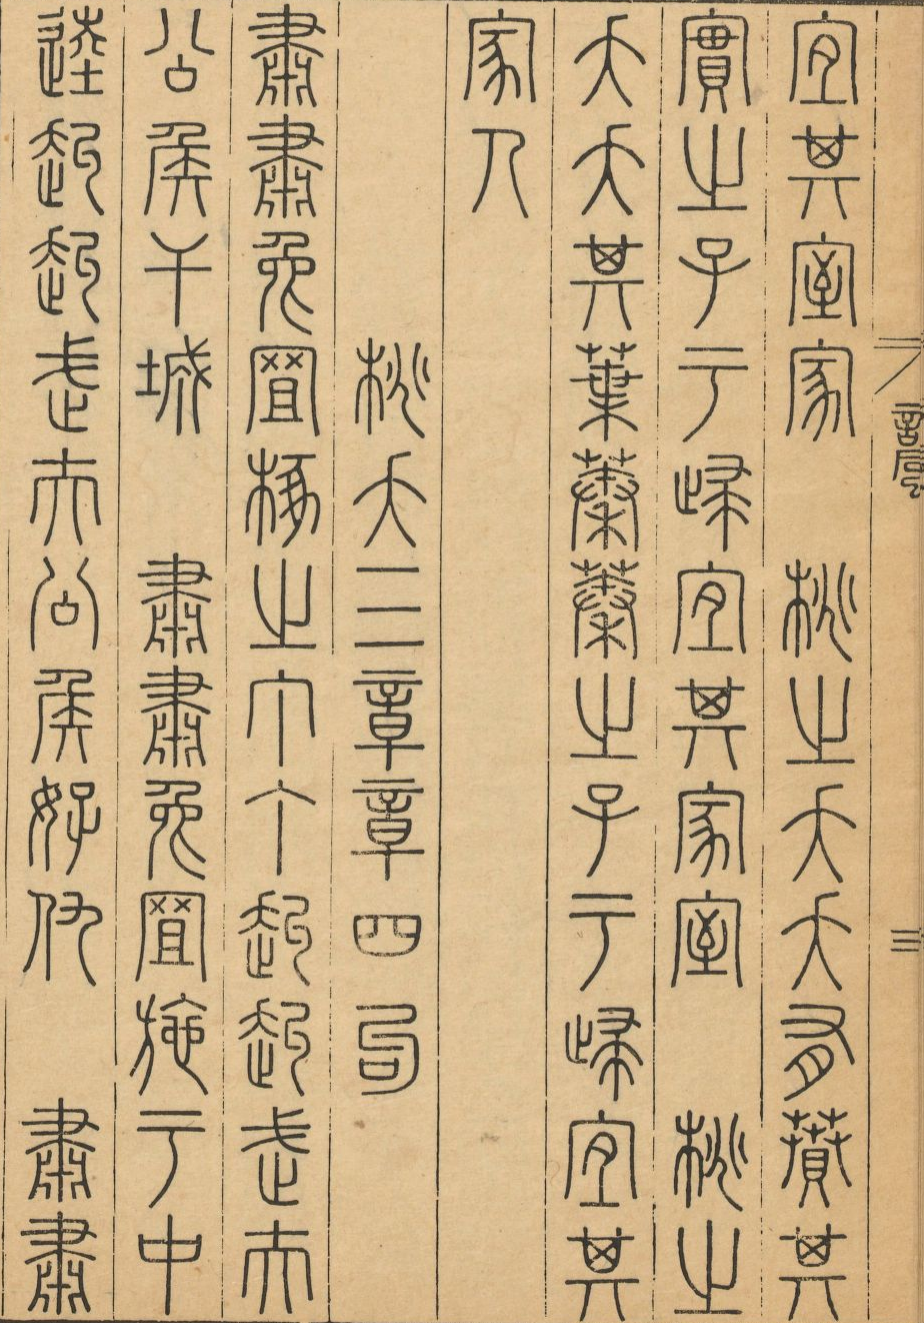 三
宜其室家 桃之夭夭有蕡其
實之子于歸宜其家室 桃之
夭夭其葉蓁蓁之子于歸宜其
家人
桃夭三章章四句
肅肅兔罝椓之丁丁赳赳武夫
公侯干城 肅肅兔罝施于中
逵赳赳武夫公侯好仇 肅肅